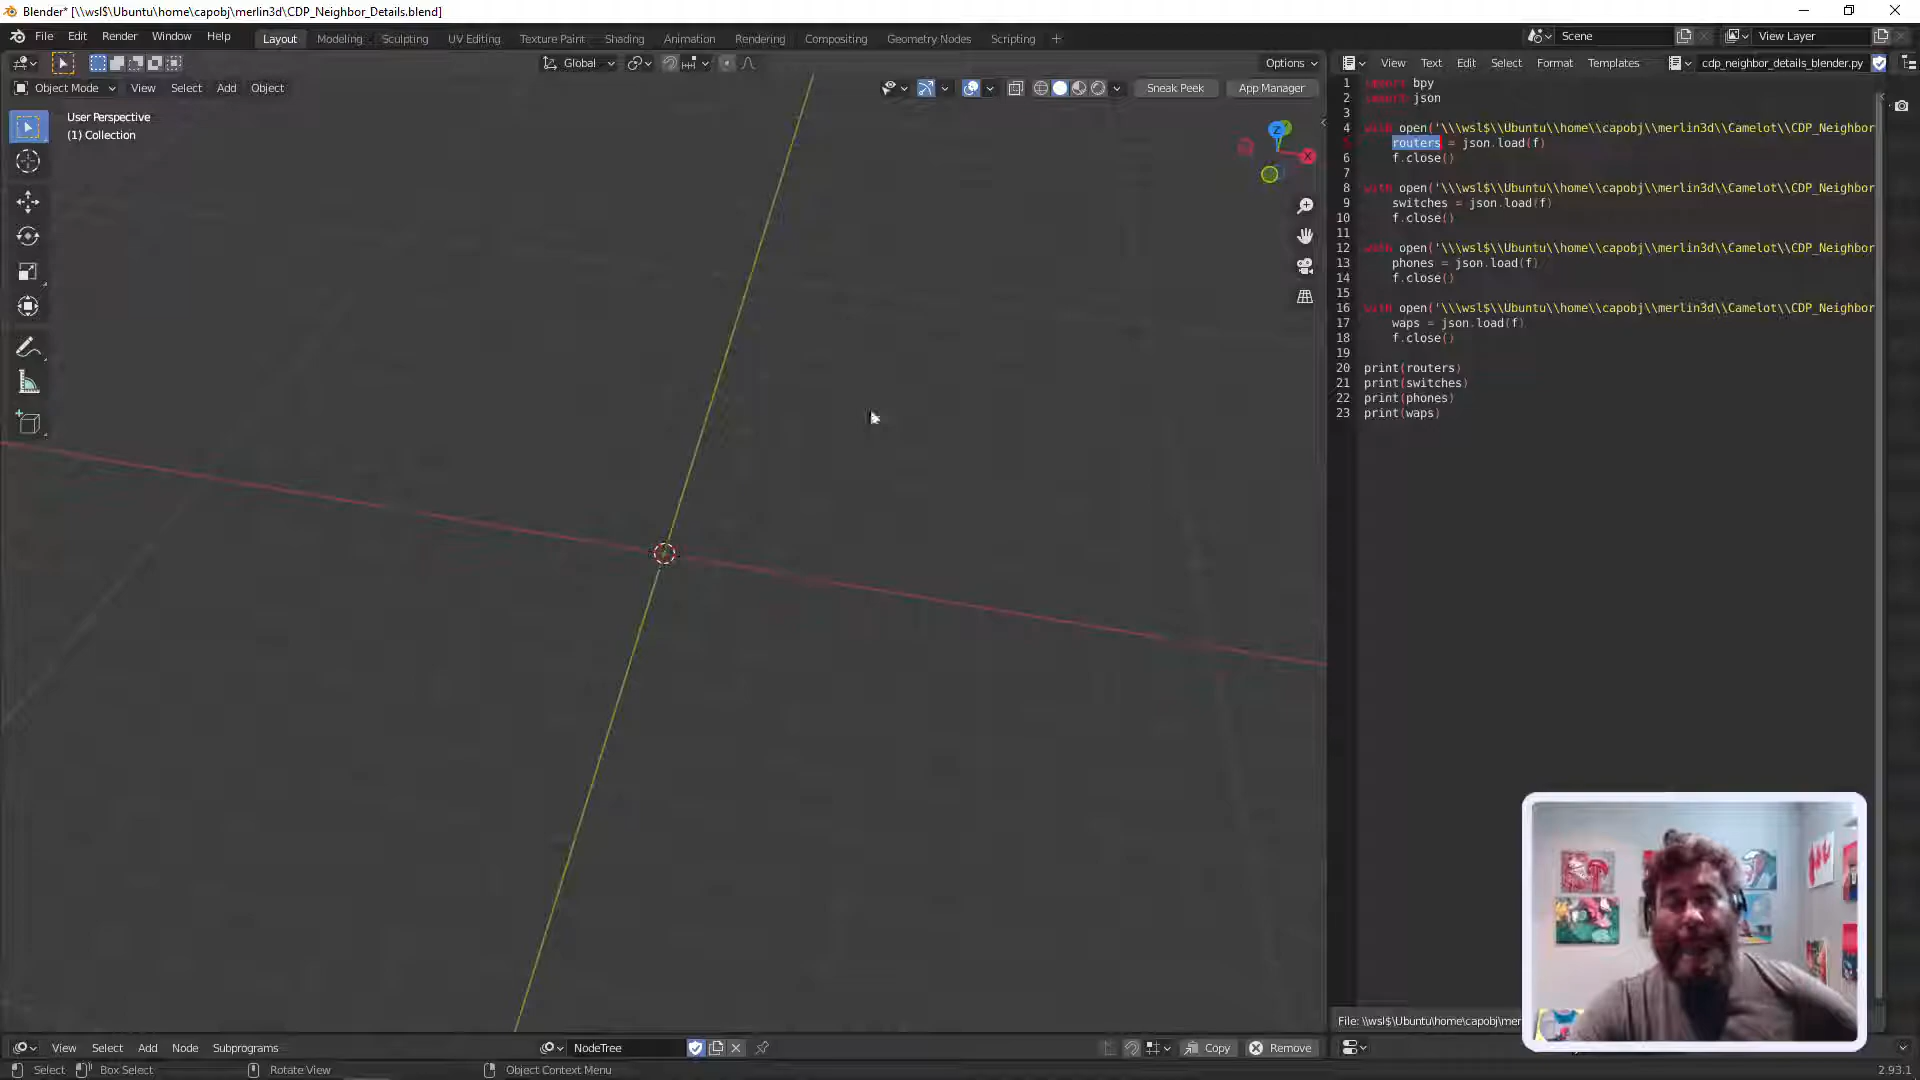 Blender* [\\wsl$\Ubuntu\home\capobj\merlin3d\CDP_Neighbor_Details.blend]
File Edit Render Window Help Layout Modeling Sculpting UV Editing Texture Paint Shading Animation Rendering Compositing Geometry Nodes Scripting + Scene View Layer
Global Options View Text Edit Select Format Templates cdp_neighbor_details_blender.py
Object Mode View Select Add Object Sneak Peek App Manager
User Perspective
(1) Collection
Z
X
1 import bpy
2 import json
3
4 with open('\\\wsl$\\Ubuntu\\home\\capobj\\merlin3d\\Camelot\\CDP_Neighbor
5 routers = json.load(f)
6 f.close()
7
8 with open('\\\wsl$\\Ubuntu\\home\\capobj\\merlin3d\\Camelot\\CDP_Neighbor
9 switches = json.load(f)
10 f.close()
11
12 with open('\\\wsl$\\Ubuntu\\home\\capobj\\merlin3d\\Camelot\\CDP_Neighbor
13 phones = json.load(f)
14 f.close()
15
16 with open('\\\wsl$\\Ubuntu\\home\\capobj\\merlin3d\\Camelot\\CDP_Neighbor
17 waps = json.load(f)
18 f.close()
19
20 print(routers)
21 print(switches)
22 print(phones)
23 print(waps)
File: \\wsl$\Ubuntu\home\capobj\mer
View Select Add Node Subprograms NodeTree Copy Remove
Select Box Select Rotate View Object Context Menu 2.93.1